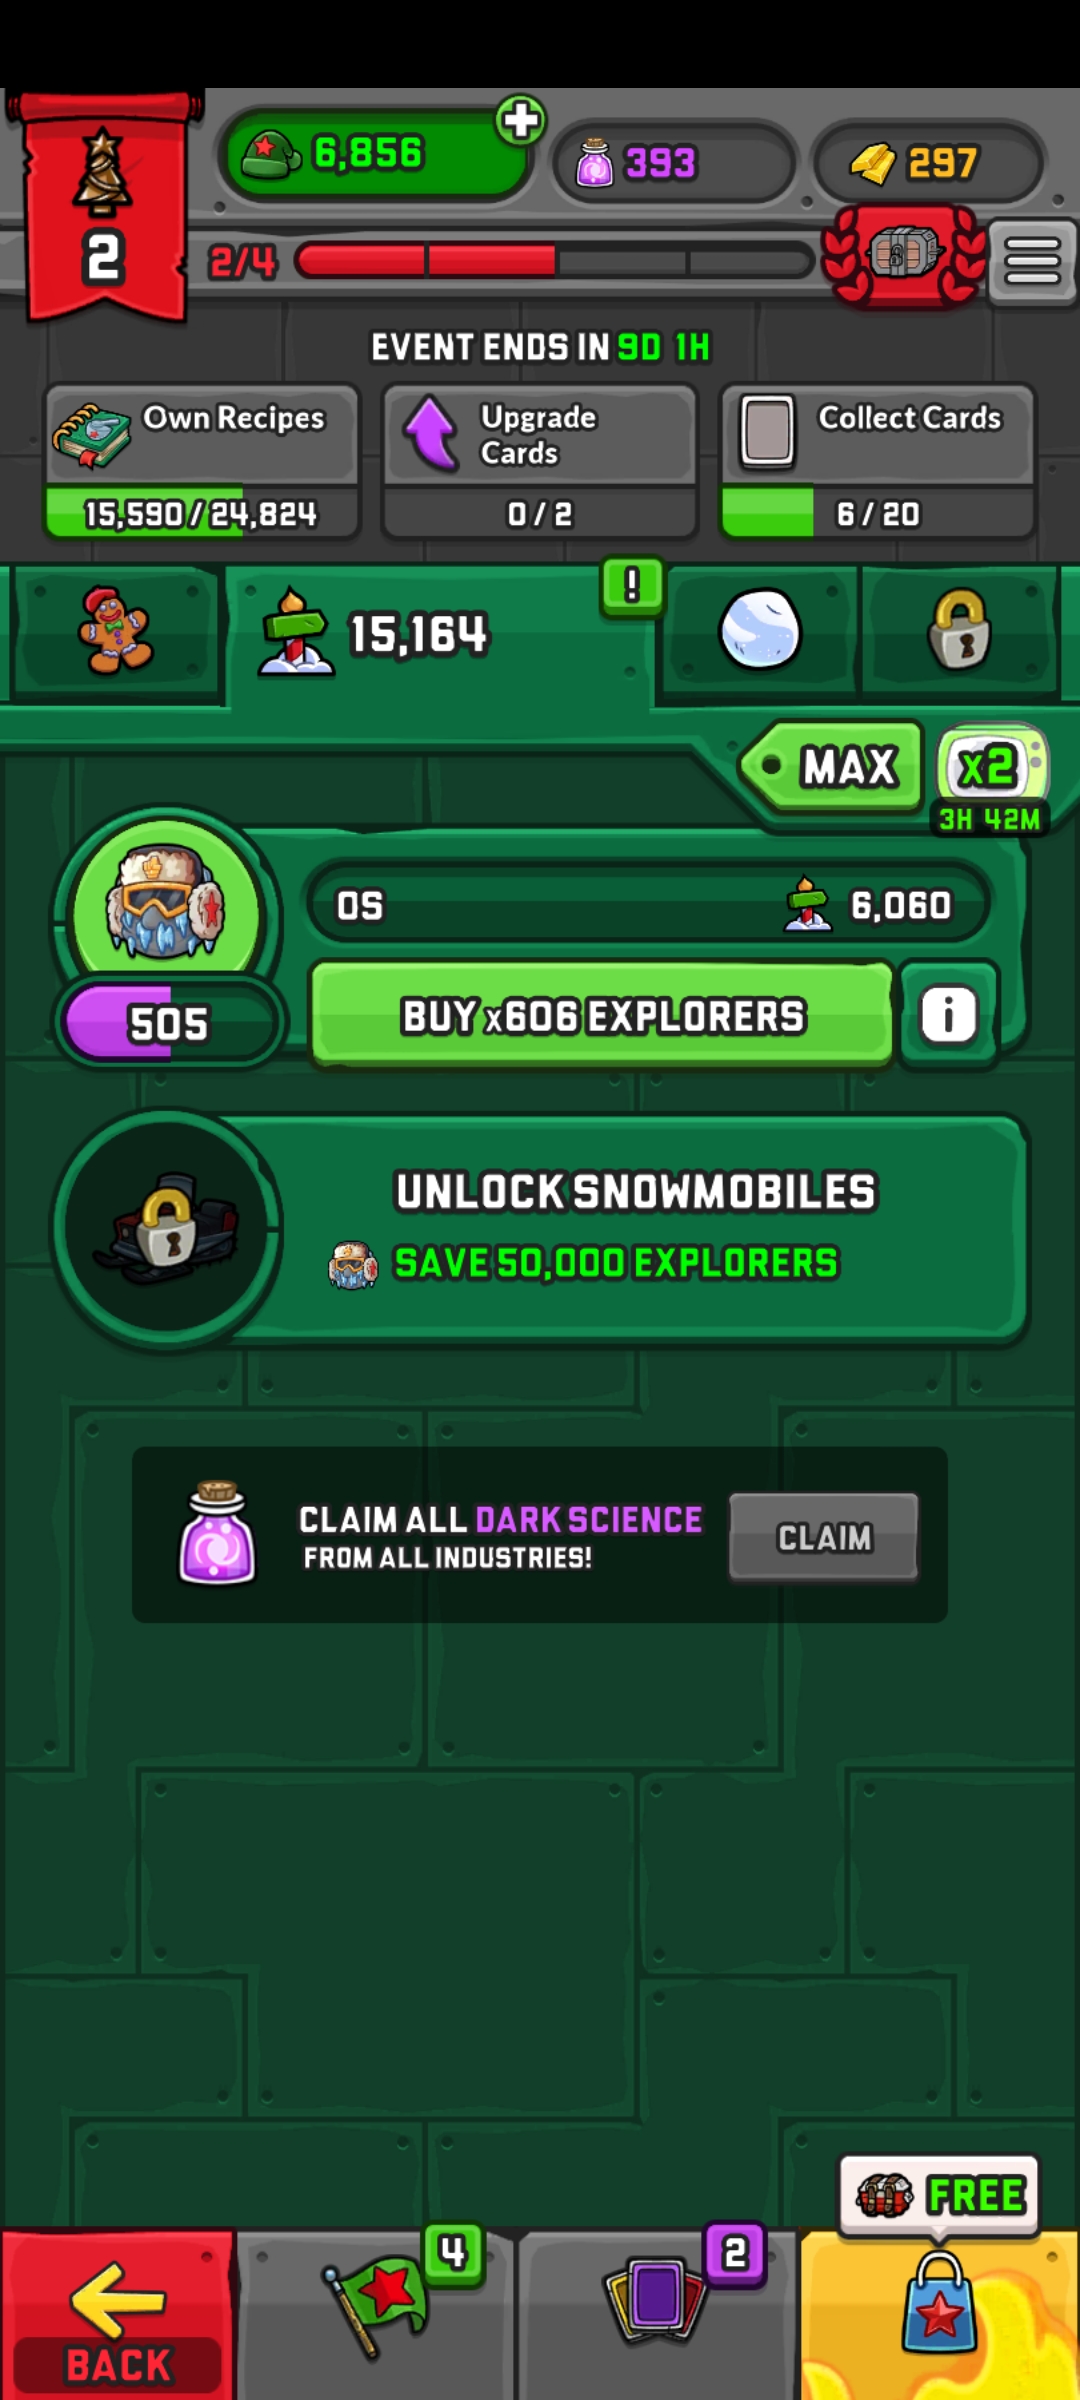 6,856
393
297
2
2/4
EVENT ENDS IN 9D 1H
Own Recipes
15,590/24,824
Upgrade
Cards
0/2
Collect Cards
6/20
15,164
!
MAX
x2
3H 42M
0S
6,060
505
BUY x606 EXPLORERS
i
UNLOCK SNOWMOBILES
SAVE 50,000 EXPLORERS
CLAIM ALL DARK SCIENCE
FROM ALL INDUSTRIES!
CLAIM
FREE
BACK
4
2